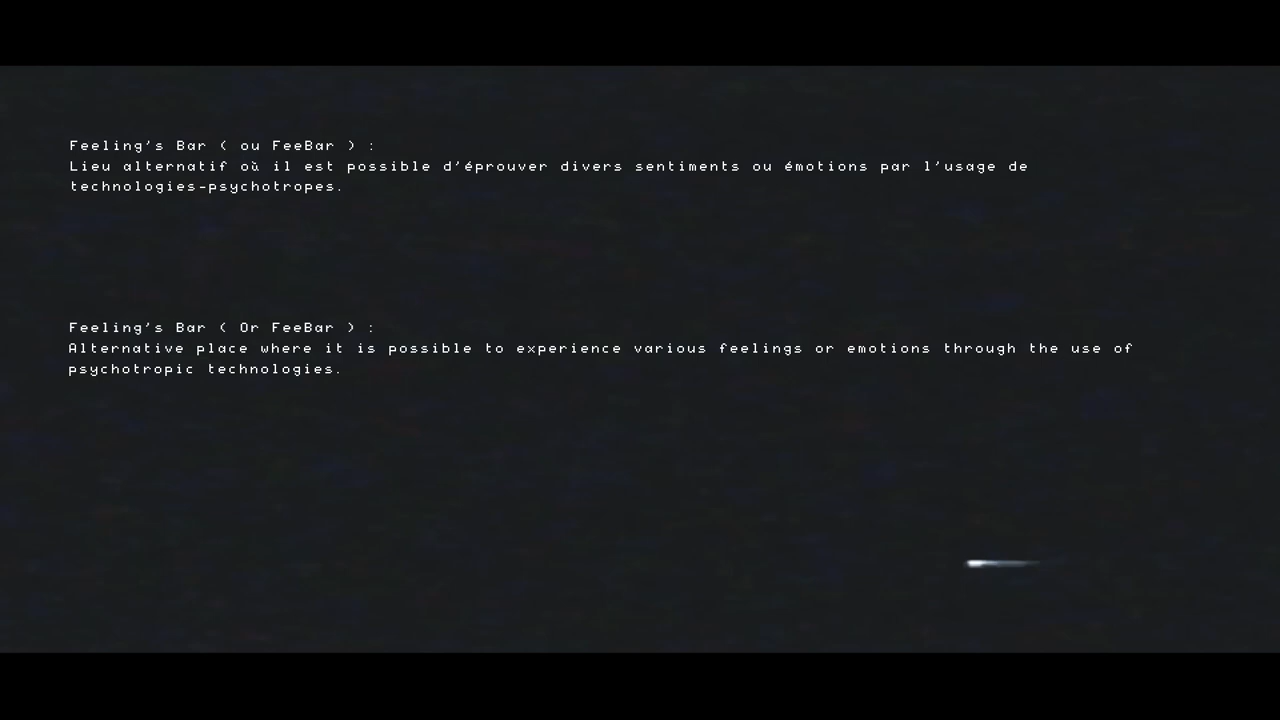 Feeling's Bar ( ou FeeBar ) :
Lieu alternatif où il est possible d'éprouver divers sentiments ou émotions par l'usage de
technologies-psychotropes.
Feeling's Bar ( Or FeeBar ) :
Alternative place where it is possible to experience various feelings or emotions through the use of
psychotropic technologies.